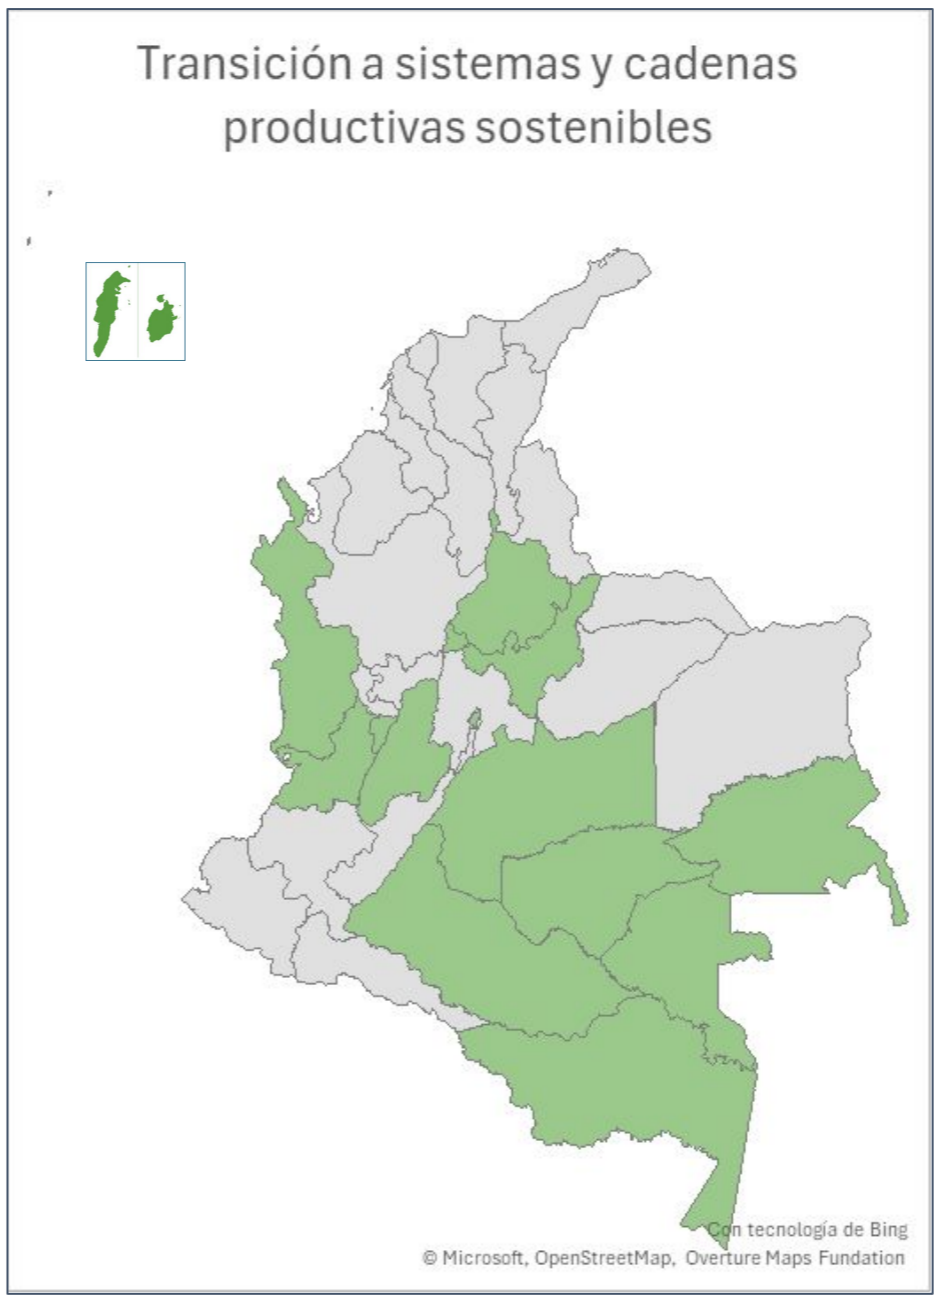 Transición a sistemas y cadenas
productivas sostenibles
Con tecnología de Bing
© Microsoft, OpenStreetMap, Overture Maps Fundation